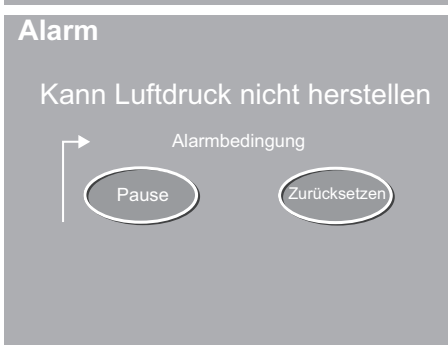 Alarm
Kann Luftdruck nicht herstellen
Alarmbedingung
Pause
Zurücksetzen